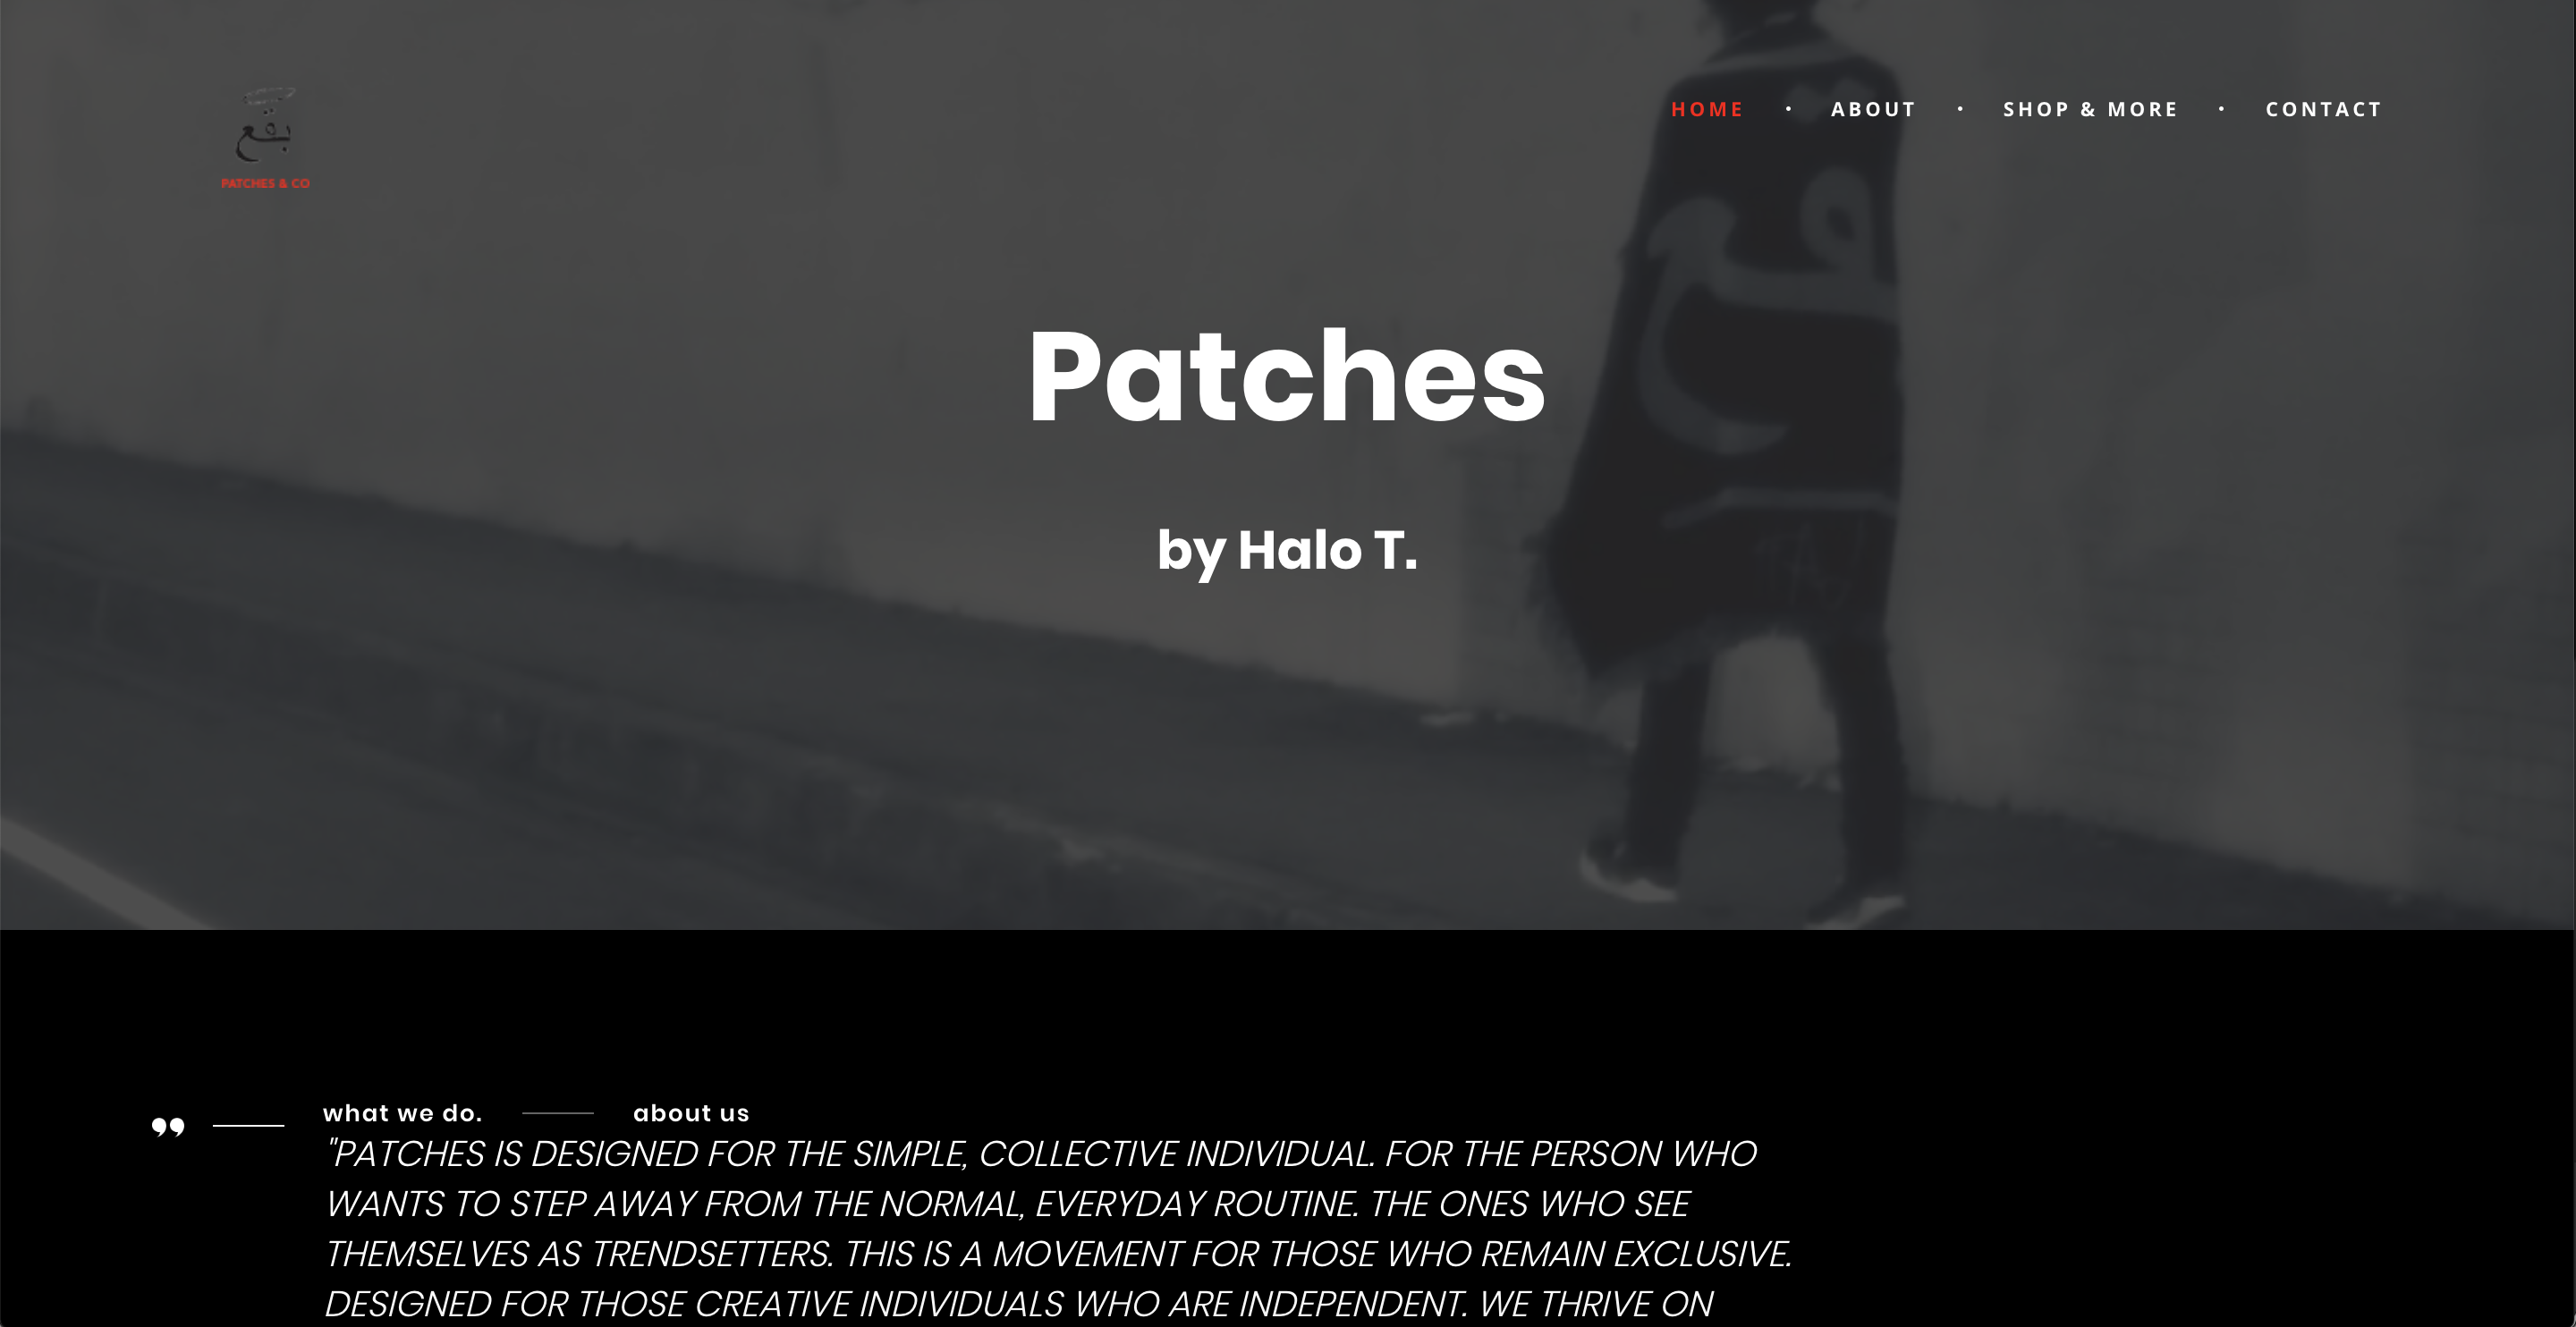 بقع
PATCHES & CO
HOME • ABOUT • SHOP & MORE • CONTACT
Patches
by Halo T.
what we do. about us
"PATCHES IS DESIGNED FOR THE SIMPLE, COLLECTIVE INDIVIDUAL. FOR THE PERSON WHO
WANTS TO STEP AWAY FROM THE NORMAL, EVERYDAY ROUTINE. THE ONES WHO SEE
THEMSELVES AS TRENDSETTERS. THIS IS A MOVEMENT FOR THOSE WHO REMAIN EXCLUSIVE.
DESIGNED FOR THOSE CREATIVE INDIVIDUALS WHO ARE INDEPENDENT. WE THRIVE ON